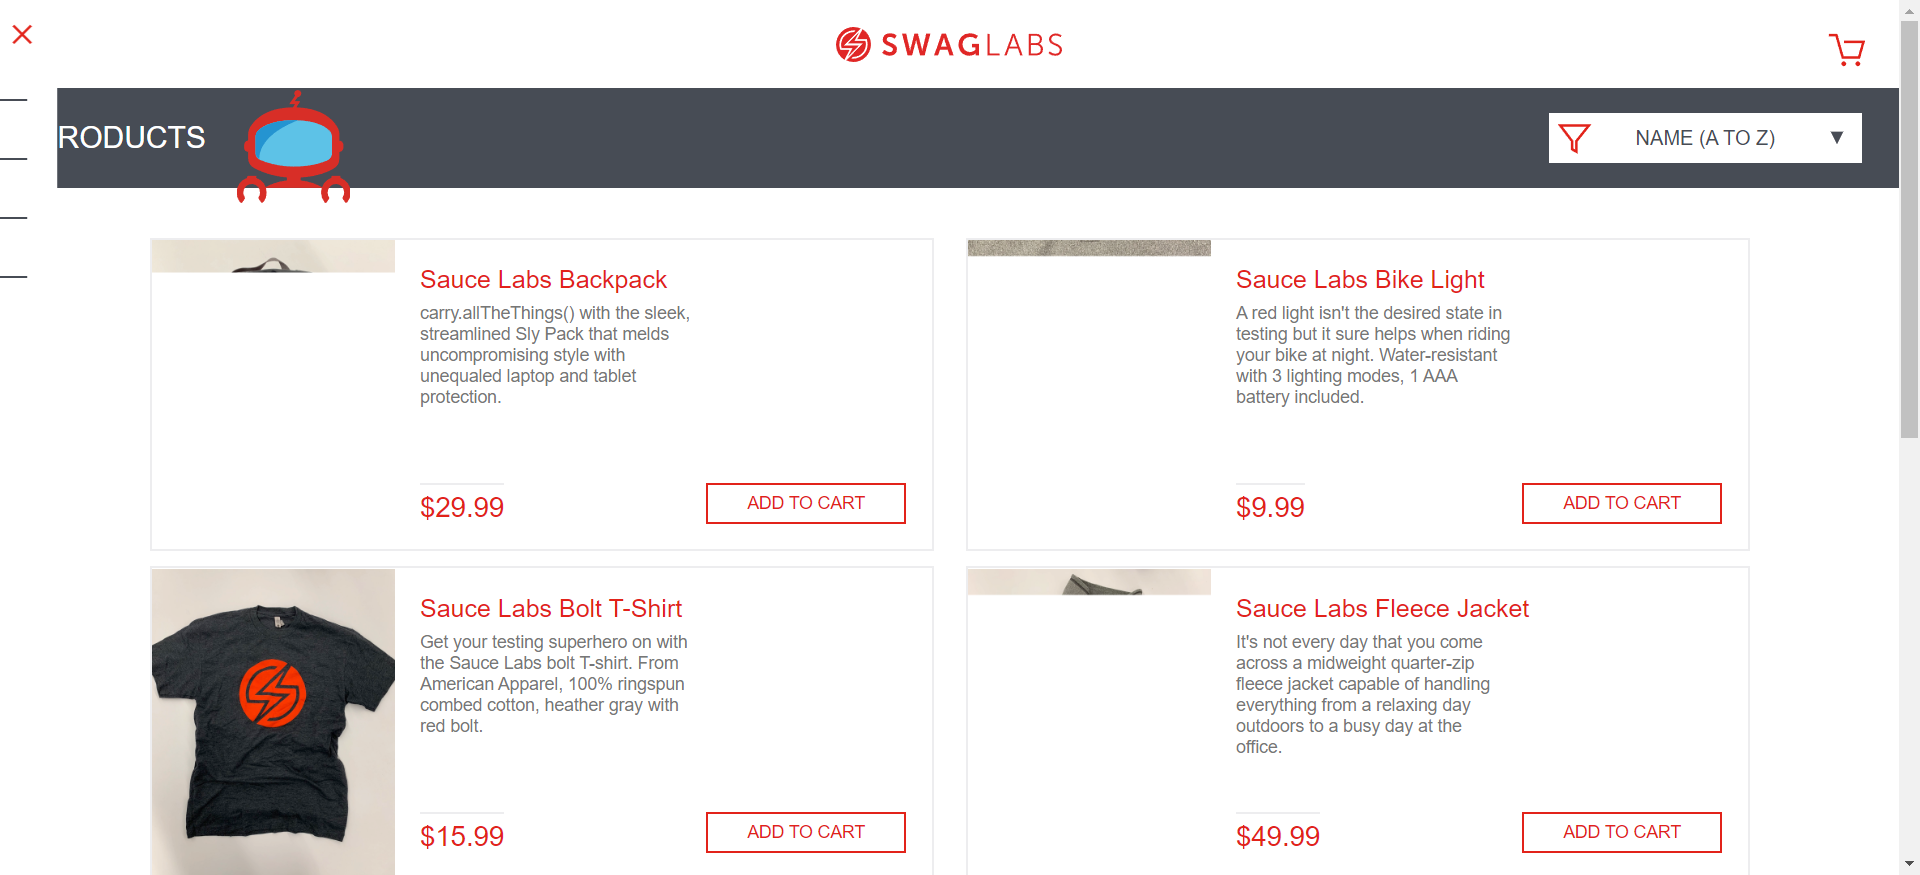 SWAGLABS
RODUCTS
NAME (A TO Z)
Sauce Labs Backpack
carry.allTheThings() with the sleek,
streamlined Sly Pack that melds
uncompromising style with
unequaled laptop and tablet
protection.
$29.99
ADD TO CART
Sauce Labs Bike Light
A red light isn't the desired state in
testing but it sure helps when riding
your bike at night. Water-resistant
with 3 lighting modes, 1 AAA
battery included.
$9.99
ADD TO CART
Sauce Labs Bolt T-Shirt
Get your testing superhero on with
the Sauce Labs bolt T-shirt. From
American Apparel, 100% ringspun
combed cotton, heather gray with
red bolt.
$15.99
ADD TO CART
Sauce Labs Fleece Jacket
It's not every day that you come
across a midweight quarter-zip
fleece jacket capable of handling
everything from a relaxing day
outdoors to a busy day at the
office.
$49.99
ADD TO CART